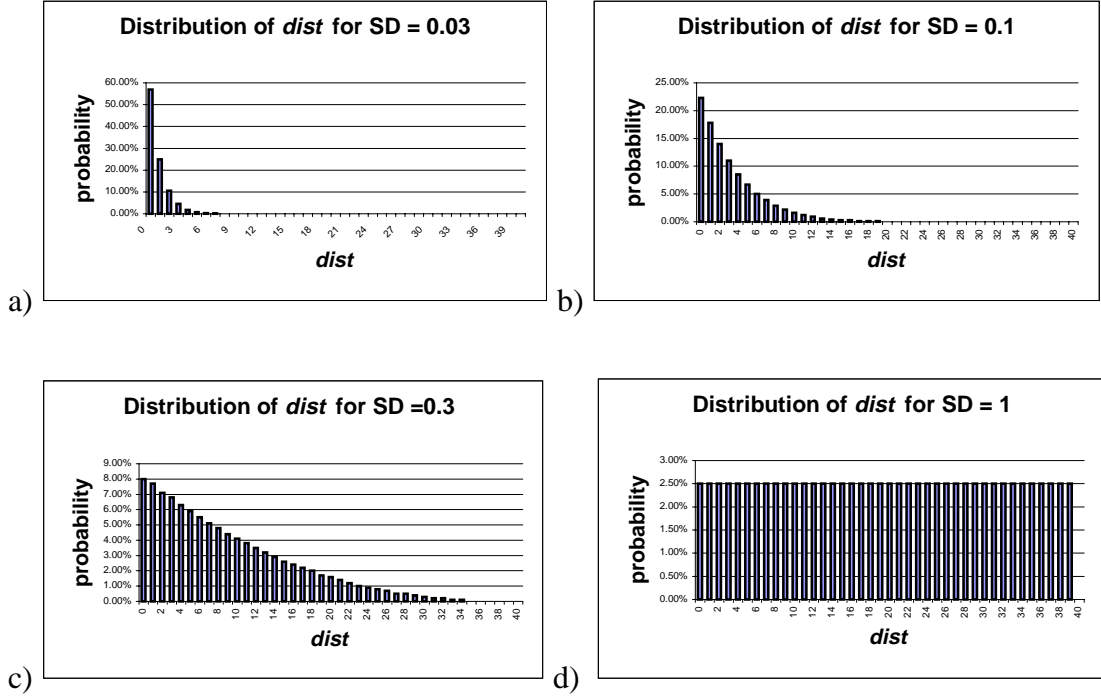 Distribution of dist for SD = 0.03
60.00%
50.00%
40.00%
30.00%
20.00%
10.00%
0.00%
probability
0 3 6 9 12 15 18 21 24 27 30 33 36 39
dist
a)
Distribution of dist for SD = 0.1
25.00%
20.00%
15.00%
10.00%
5.00%
0.00%
probability
0 2 4 6 8 10 12 14 16 18 20 22 24 26 28 30 32 34 36 38 40
dist
b)
Distribution of dist for SD =0.3
9.00%
8.00%
7.00%
6.00%
5.00%
4.00%
3.00%
2.00%
1.00%
0.00%
probability
0 2 4 6 8 10 12 14 16 18 20 22 24 26 28 30 32 34 36 38 40
dist
c)
Distribution of dist for SD = 1
3.00%
2.50%
2.00%
1.50%
1.00%
0.50%
0.00%
probability
0 2 4 6 8 10 12 14 16 18 20 22 24 26 28 30 32 34 36 38 40
dist
d)